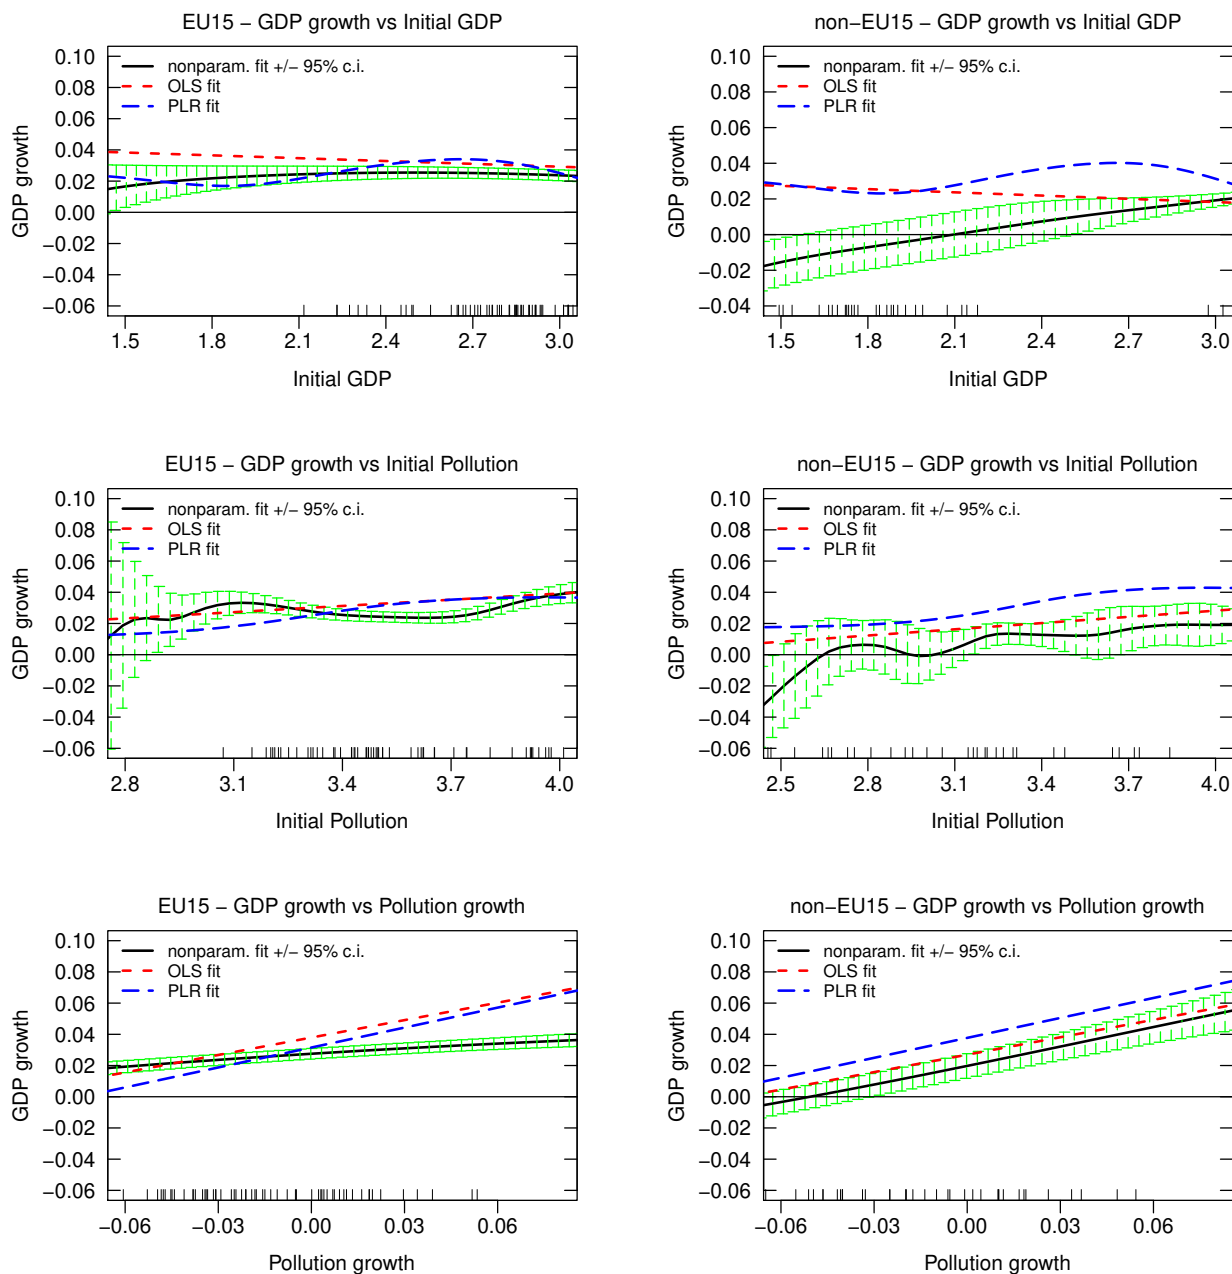 EU15 − GDP growth vs Initial GDP
0.10
0.08
0.06
0.04
0.02
0.00
−0.02
−0.04
−0.06
GDP growth
nonparam. fit +/− 95% c.i.
OLS fit
PLR fit
1.5 1.8 2.1 2.4 2.7 3.0
Initial GDP
non−EU15 − GDP growth vs Initial GDP
0.10
0.08
0.06
0.04
0.02
0.00
−0.02
−0.04
GDP growth
nonparam. fit +/− 95% c.i.
OLS fit
PLR fit
1.5 1.8 2.1 2.4 2.7 3.0
Initial GDP
EU15 − GDP growth vs Initial Pollution
0.10
0.08
0.06
0.04
0.02
0.00
−0.02
−0.04
−0.06
GDP growth
nonparam. fit +/− 95% c.i.
OLS fit
PLR fit
2.8 3.1 3.4 3.7 4.0
Initial Pollution
non−EU15 − GDP growth vs Initial Pollution
0.10
0.08
0.06
0.04
0.02
0.00
−0.02
−0.04
−0.06
GDP growth
nonparam. fit +/− 95% c.i.
OLS fit
PLR fit
2.5 2.8 3.1 3.4 3.7 4.0
Initial Pollution
EU15 − GDP growth vs Pollution growth
0.10
0.08
0.06
0.04
0.02
0.00
−0.02
−0.04
−0.06
GDP growth
nonparam. fit +/− 95% c.i.
OLS fit
PLR fit
−0.06 −0.03 0.00 0.03 0.06
Pollution growth
non−EU15 − GDP growth vs Pollution growth
0.10
0.08
0.06
0.04
0.02
0.00
−0.02
−0.04
−0.06
GDP growth
nonparam. fit +/− 95% c.i.
OLS fit
PLR fit
−0.06 −0.03 0.00 0.03 0.06
Pollution growth